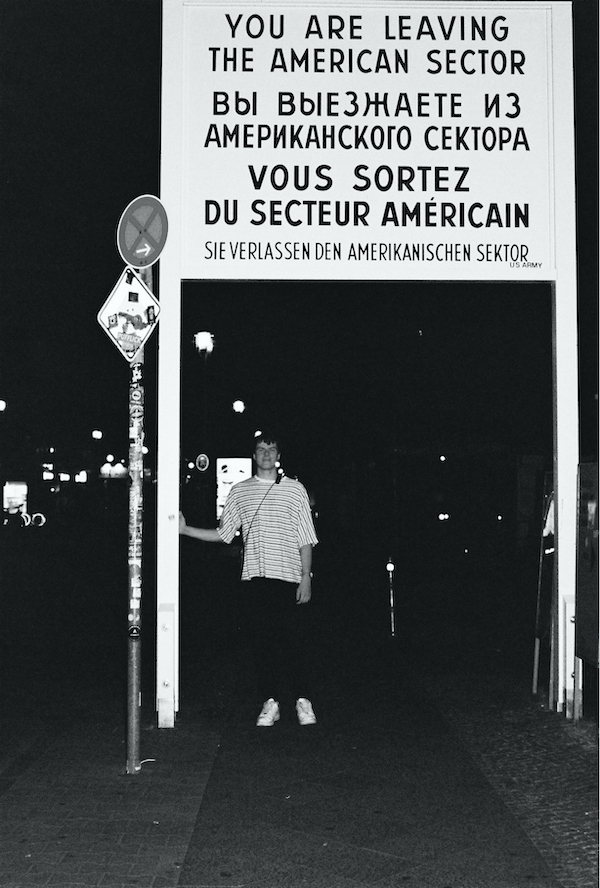 YOU ARE LEAVING
THE AMERICAN SECTOR
ВЫ ВЫЕЗЖАЕТЕ ИЗ
АМЕРИКАНСКОГО СЕКТОРА
VOUS SORTEZ
DU SECTEUR AMÉRICAIN
SIE VERLASSEN DEN AMERIKANISCHEN SEKTOR
US ARMY